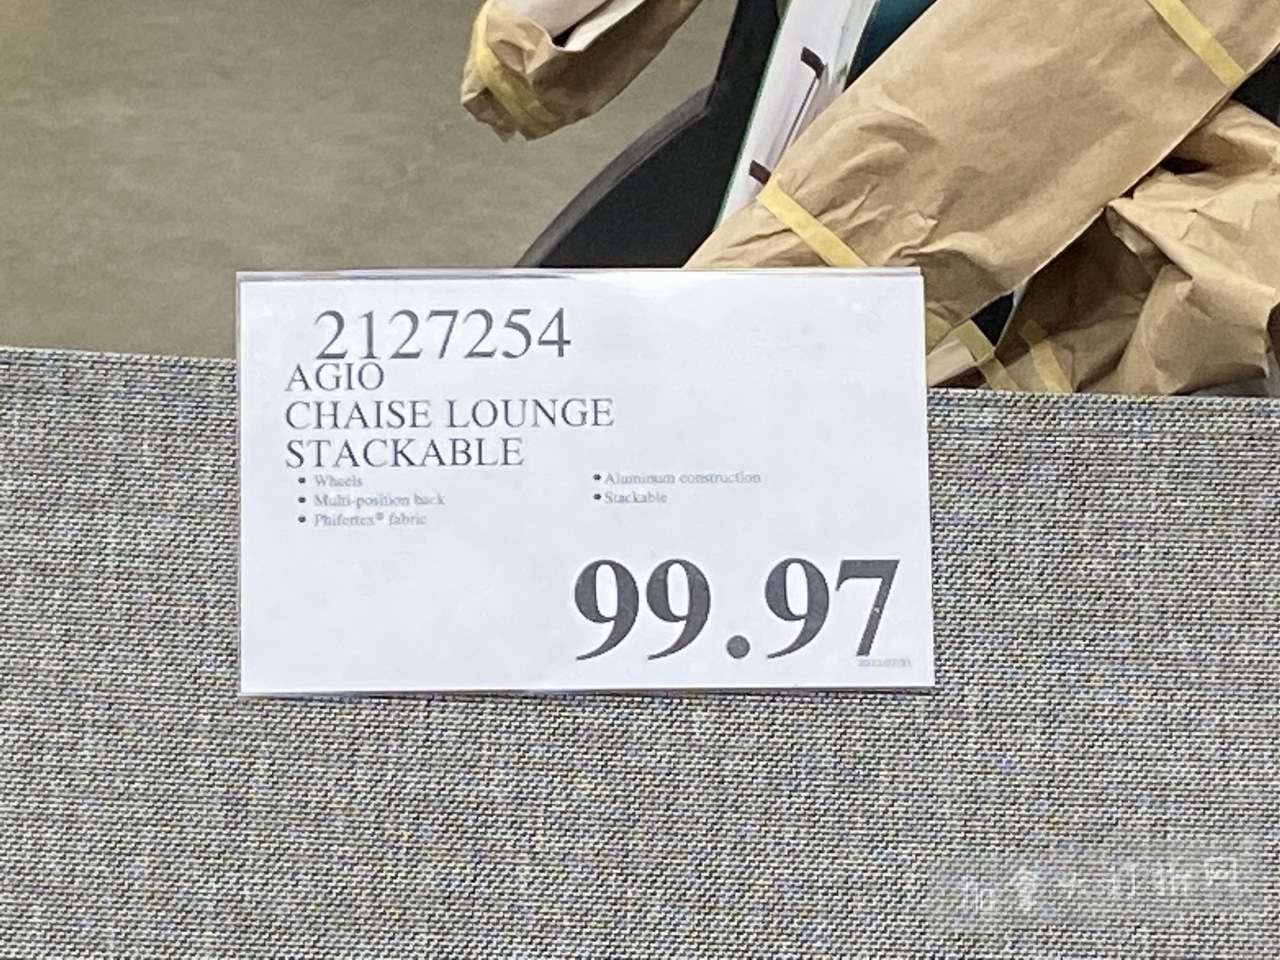 2127254
AGIO
CHAISE LOUNGE
STACKABLE
• Wheels
• Multi-position back
• Phifertex® fabric
• Aluminum construction
• Stackable
99.97